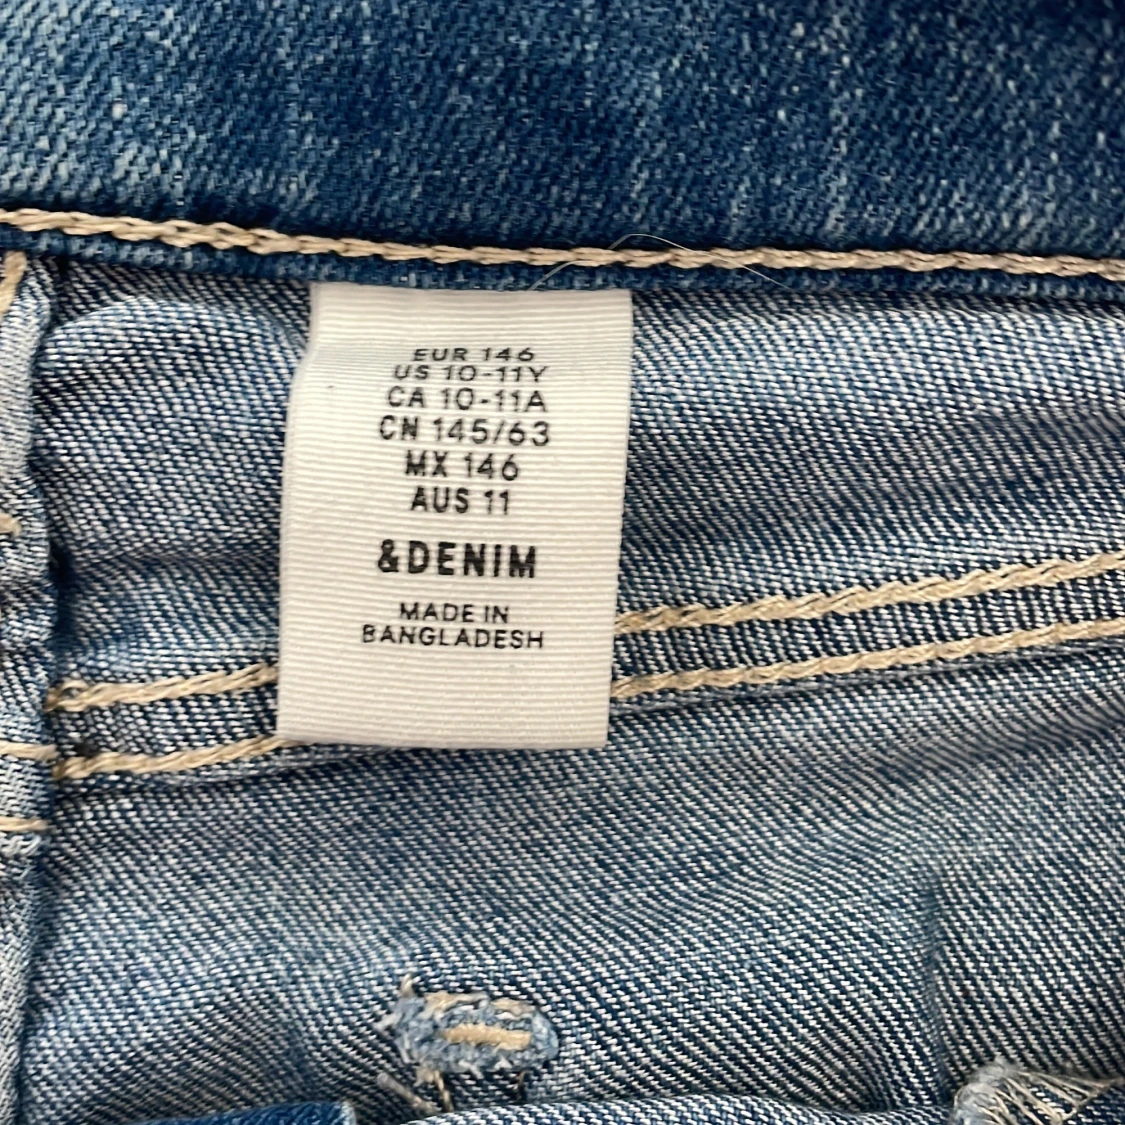 EUR 146
US 10-11Y
CA 10-11A
CN 145/63
MX 146
AUS 11
&DENIM
MADE IN
BANGLADESH